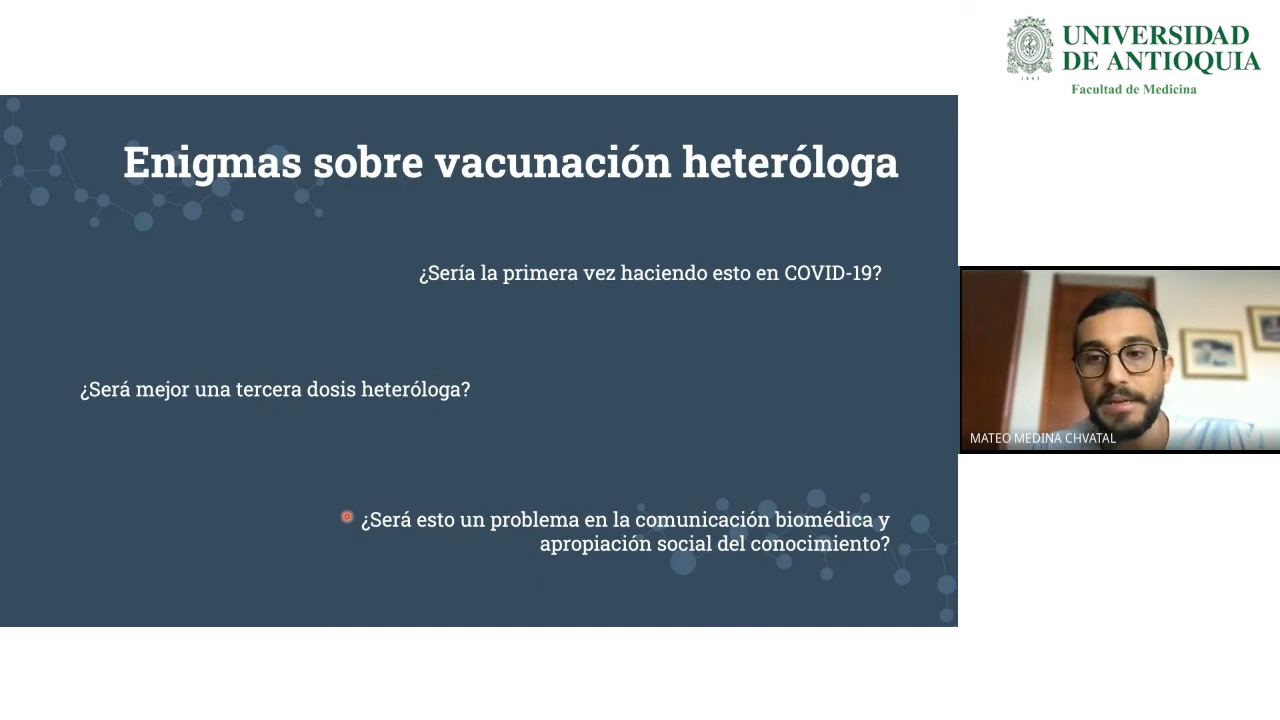 UNIVERSIDAD
DE ANTIOQUIA
1803
Facultad de Medicina
Enigmas sobre vacunación heteróloga
¿Sería la primera vez haciendo esto en COVID-19?
¿Será mejor una tercera dosis heteróloga?
¿Será esto un problema en la comunicación biomédica y
apropiación social del conocimiento?
MATEO MEDINA CHVATAL